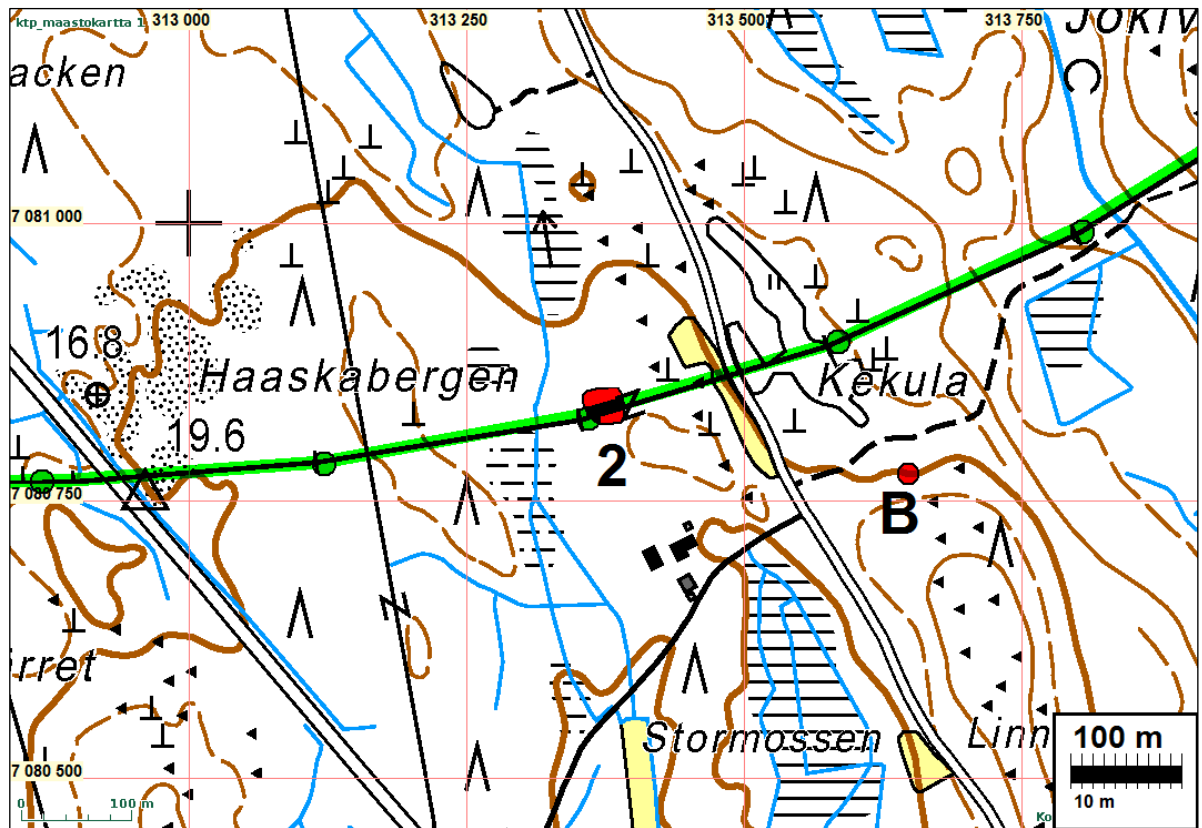 ktp_maastokartta 1
313 000
313 250
313 500
313 750
acken
7 081 000
16.8
Haaskabergen
Kekula
19.6
2
B
7 080 750
rret
Stormossen
Linn
100 m
10 m
7 080 500
0
100 m
Ko